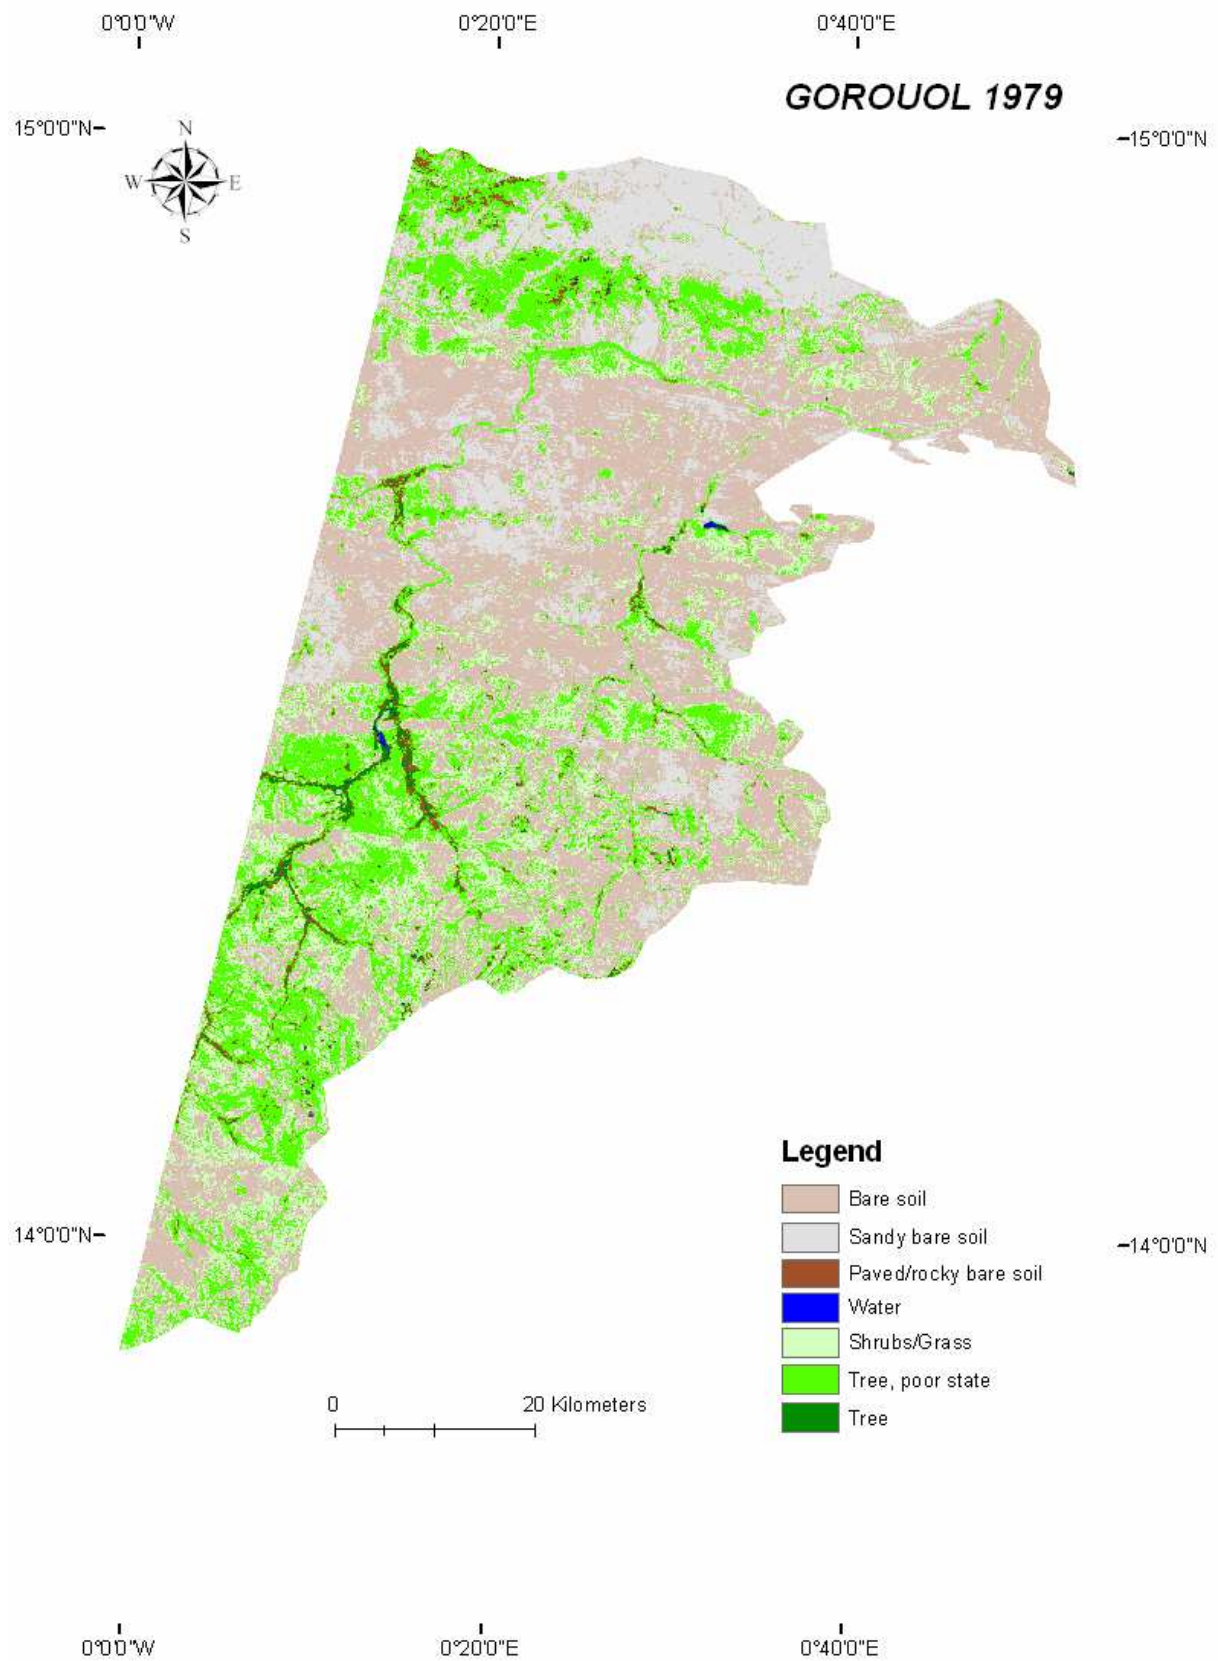 0°0'0"W 0°20'0"E 0°40'0"E
GOROUOL 1979
15°0'0"N 15°0'0"N
N
W E
S
Legend
Bare soil
Sandy bare soil
Paved/rocky bare soil
Water
Shrubs/Grass
Tree, poor state
Tree
14°0'0"N 14°0'0"N
0 20 Kilometers
0°0'0"W 0°20'0"E 0°40'0"E